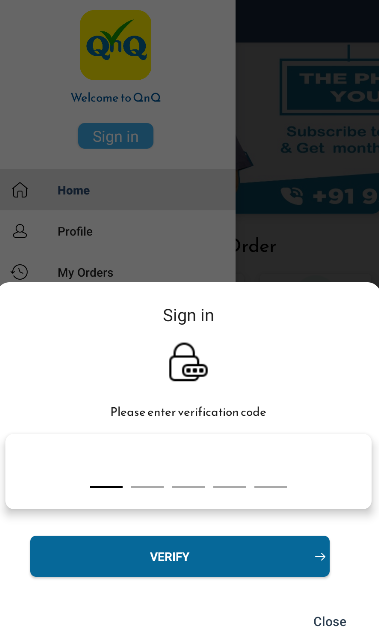 QnQ
Welcome to QnQ
Sign in
Home
Profile
My Orders
THE PH
YOU
Subscribe to
& Get month
+91 9
Order
Sign in
Please enter verification code
VERIFY
Close